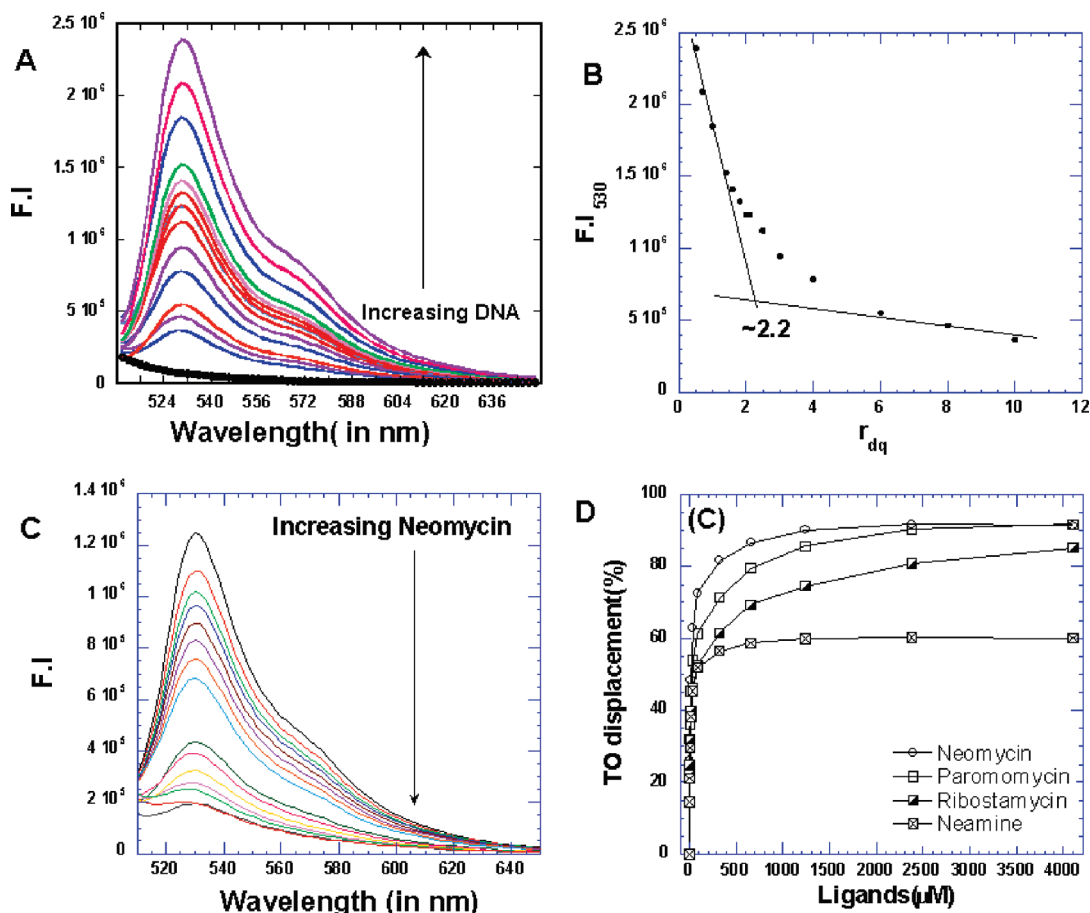 A
F.I
2.5 10⁶
2 10⁶
1.5 10⁶
1 10⁶
5 10⁵
0
Increasing DNA
524 540 556 572 588 604 620 636
Wavelength( in nm)
B
F.I₅₃₀
2.5 10⁶
2 10⁶
1.5 10⁶
1 10⁶
5 10⁵
0
~2.2
0 2 4 6 8 10 12
r_dq
C
F.I
1.4 10⁶
1.2 10⁶
1 10⁶
8 10⁵
6 10⁵
4 10⁵
2 10⁵
0
Increasing Neomycin
520 540 560 580 600 620 640
Wavelength (in nm)
D
(C)
TO displacement(%)
100
80
60
40
20
0
Neomycin
Paromomycin
Ribostamycin
Neamine
0 500 1000 1500 2000 2500 3000 3500 4000
Ligands(µM)